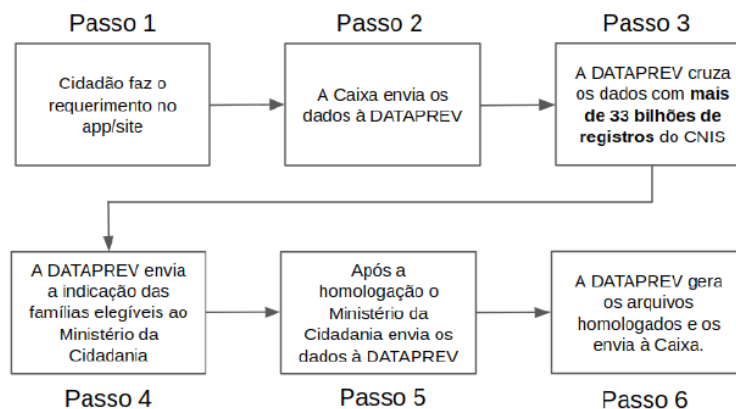 Passo 1
Cidadão faz o
requerimento no
app/site
Passo 2
A Caixa envia os
dados à DATAPREV
Passo 3
A DATAPREV cruza
os dados com mais
de 33 bilhões de
registros do CNIS
A DATAPREV envia
a indicação das
famílias elegíveis ao
Ministério da
Cidadania
Passo 4
Após a
homologação o
Ministério da
Cidadania envia os
dados à DATAPREV
Passo 5
A DATAPREV gera
os arquivos
homologados e os
envia à Caixa.
Passo 6